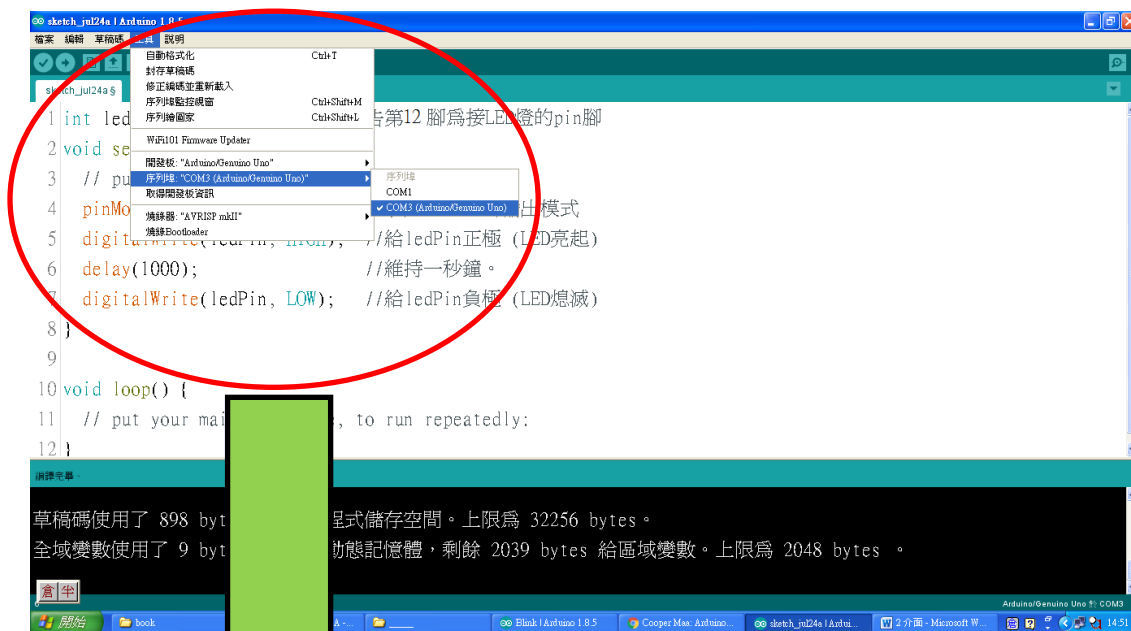 sketch_jul24a | Arduino 1.8.5
檔案 編輯 草稿碼 工具 說明
自動格式化 Ctrl+T
封存草稿碼
修正編碼並重新載入
序列埠監控視窗 Ctrl+Shift+M
序列繪圖家 Ctrl+Shift+L
WiFi101 Firmware Updater
開發板: "Arduino/Genuino Uno"
序列埠: "COM3 (Arduino/Genuino Uno)"
取得開發板資訊
燒錄器: "AVRISP mkII"
燒錄Bootloader
序列埠
COM1
COM3 (Arduino/Genuino Uno)
sketch_jul24a §
1 int led 告第12 腳為接LED燈的pin腳
2 void se
3 // pu
4 pinMo 出模式
5 digitalWrite(ledPin, HIGH); //給ledPin正極 (LED亮起)
6 delay(1000); //維持一秒鐘。
7 digitalWrite(ledPin, LOW); //給ledPin負極 (LED熄滅)
8 }
9
10 void loop() {
11 // put your mai , to run repeatedly:
12 }
編譯完畢。
草稿碼使用了 898 byt 程式儲存空間。上限為 32256 bytes。
全域變數使用了 9 byt 動態記憶體，剩餘 2039 bytes 給區域變數。上限為 2048 bytes 。
倉 半
6
Arduino/Genuino Uno 於 COM3
開始 book A -... _____ Blink | Arduino 1.8.5 Cooper Maa: Arduino... sketch_jul24a | Ardui... 2介面 - Microsoft W... 14:51